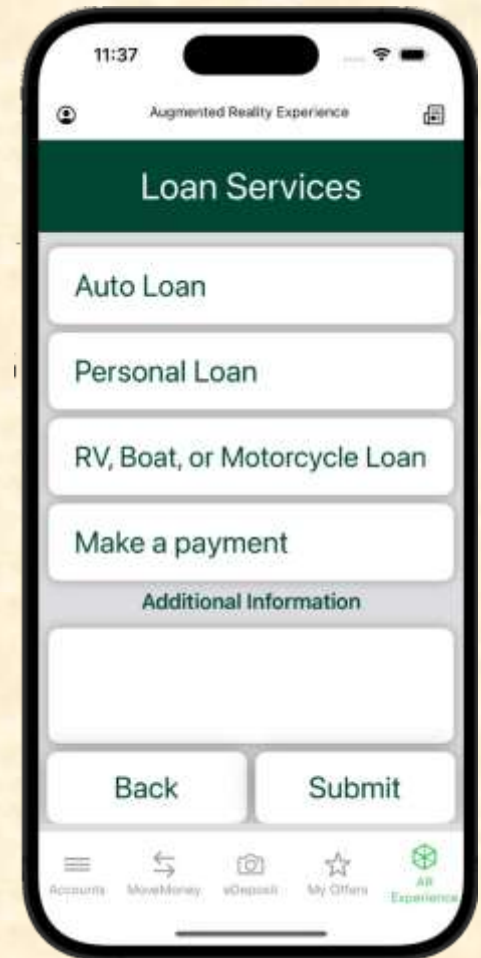 11:37
Augmented Reality Experience
Loan Services
Auto Loan
Personal Loan
RV, Boat, or Motorcycle Loan
Make a payment
Additional Information
Back
Submit
Accounts
MoveMoney
eDeposit
My Offers
AR
Experience